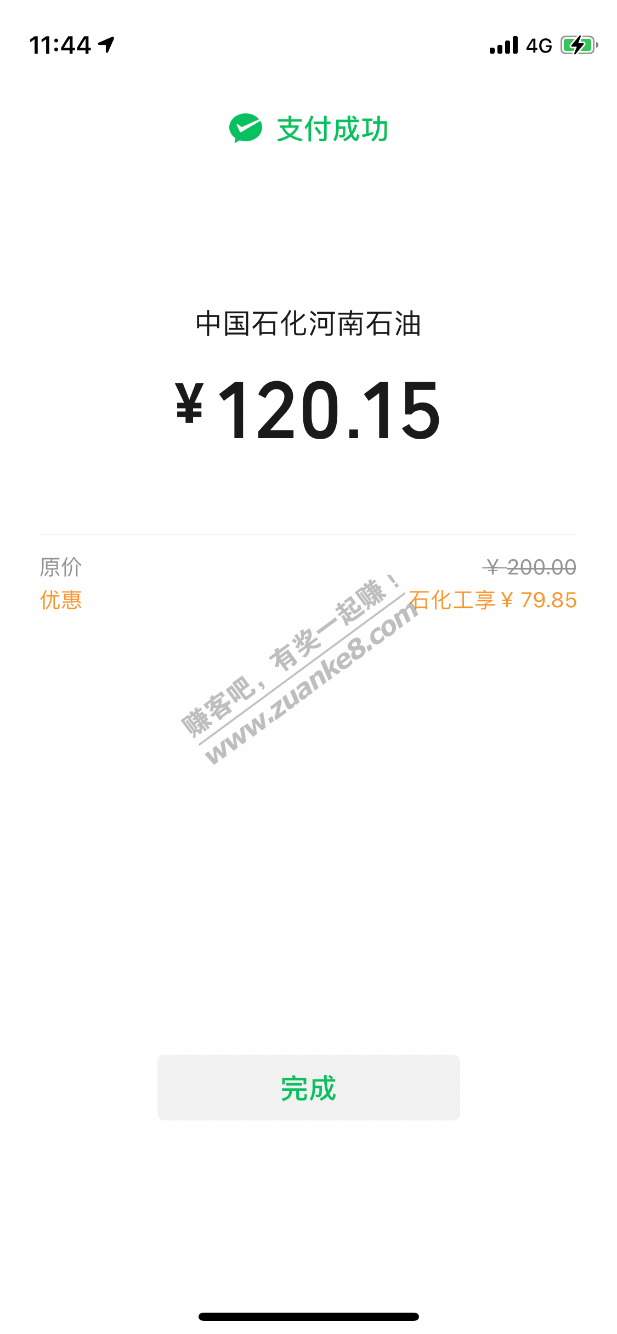 11:44
4G
支付成功
中国石化河南石油
¥120.15
原价 ¥ 200.00
优惠 石化工享 ¥ 79.85
赚客吧，有奖一起赚！
www.zuanke8.com
完成